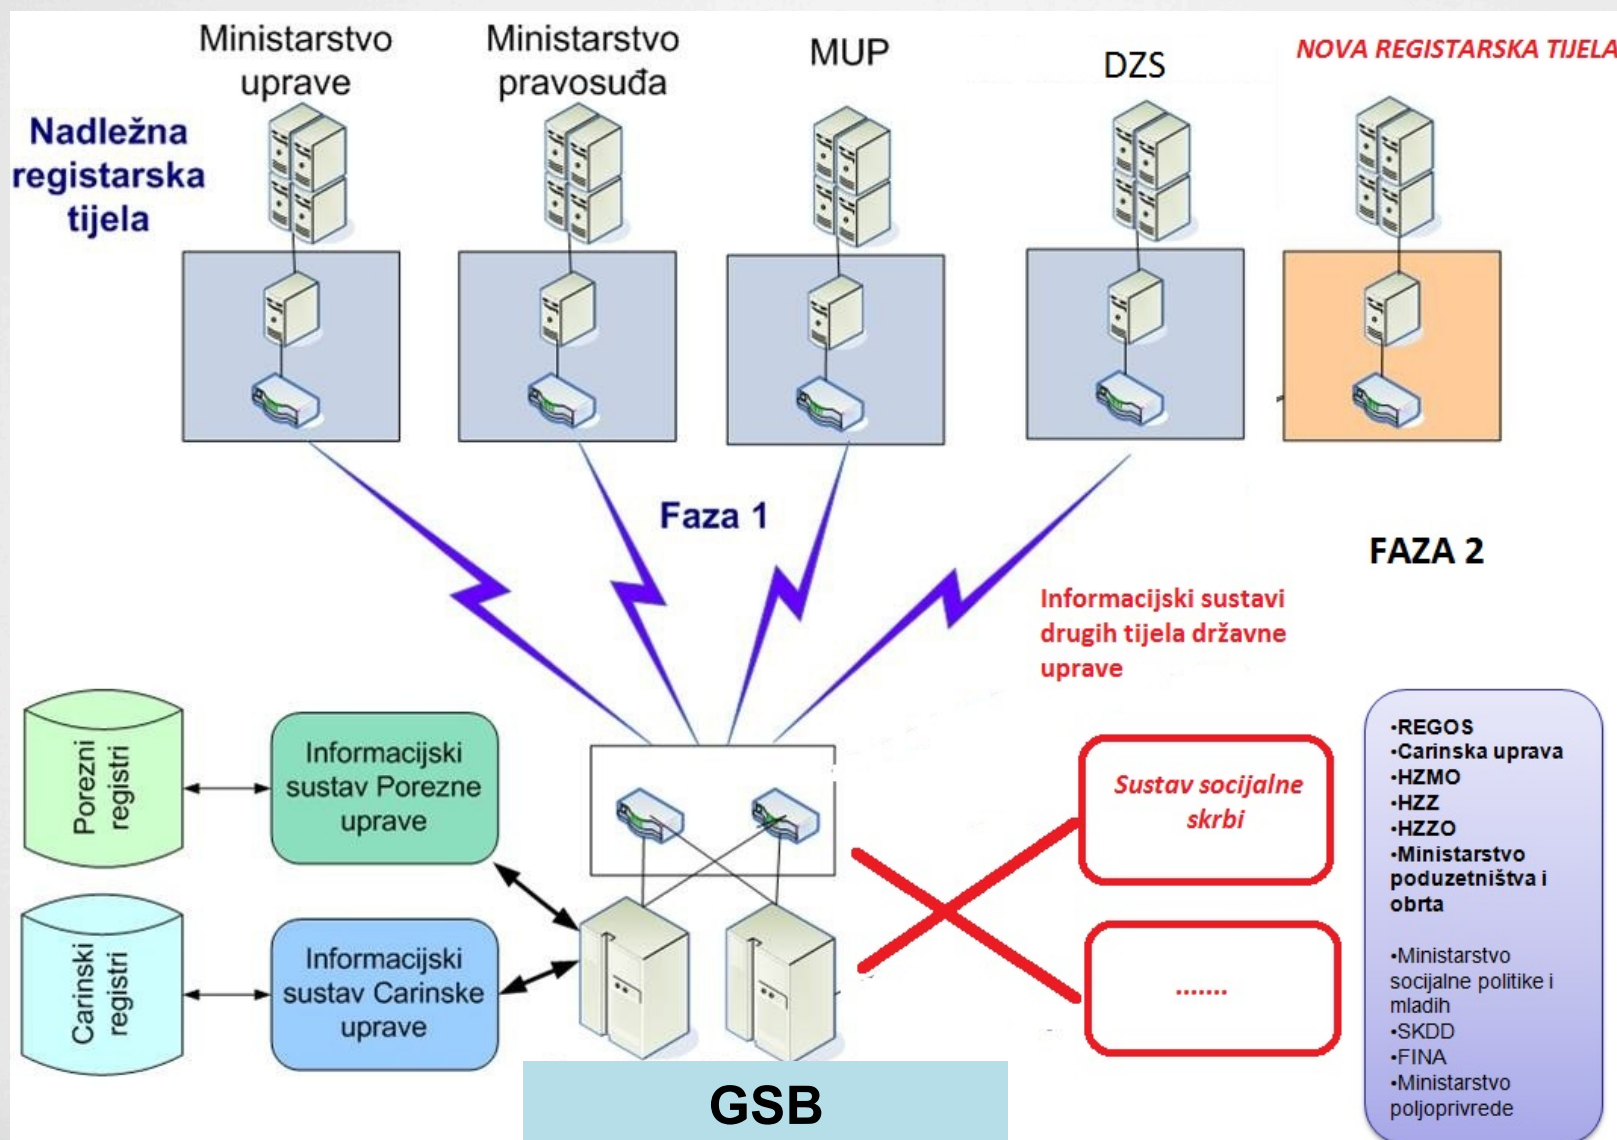 Ministarstvo
uprave
Ministarstvo
pravosuđa
MUP
DZS
NOVA REGISTARSKA TIJELA
Nadležna
registarska
tijela
Faza 1
FAZA 2
Informacijski sustavi
drugih tijela državne
uprave
Porezni
registri
Informacijski
sustav Porezne
uprave
Carinski
registri
Informacijski
sustav Carinske
uprave
Sustav socijalne
skrbi
.......
•REGOS
•Carinska uprava
•HZMO
•HZZ
•HZZO
•Ministarstvo
poduzetništva i
obrta
•Ministarstvo
socijalne politike i
mladih
•SKDD
•FINA
•Ministarstvo
poljoprivrede
GSB